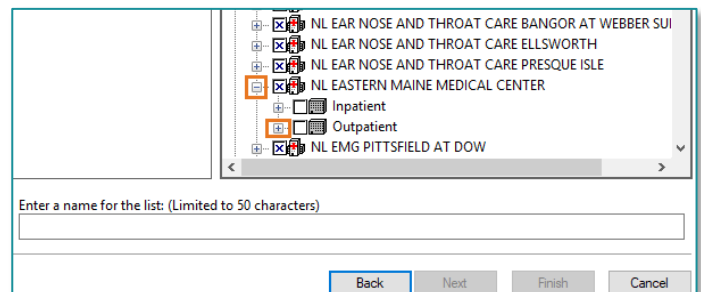 NL EAR NOSE AND THROAT CARE BANGOR AT WEBBER SUI
NL EAR NOSE AND THROAT CARE ELLSWORTH
NL EAR NOSE AND THROAT CARE PRESQUE ISLE
NL EASTERN MAINE MEDICAL CENTER
Inpatient
Outpatient
NL EMG PITTSFIELD AT DOW
Enter a name for the list: (Limited to 50 characters)
Back Next Finish Cancel